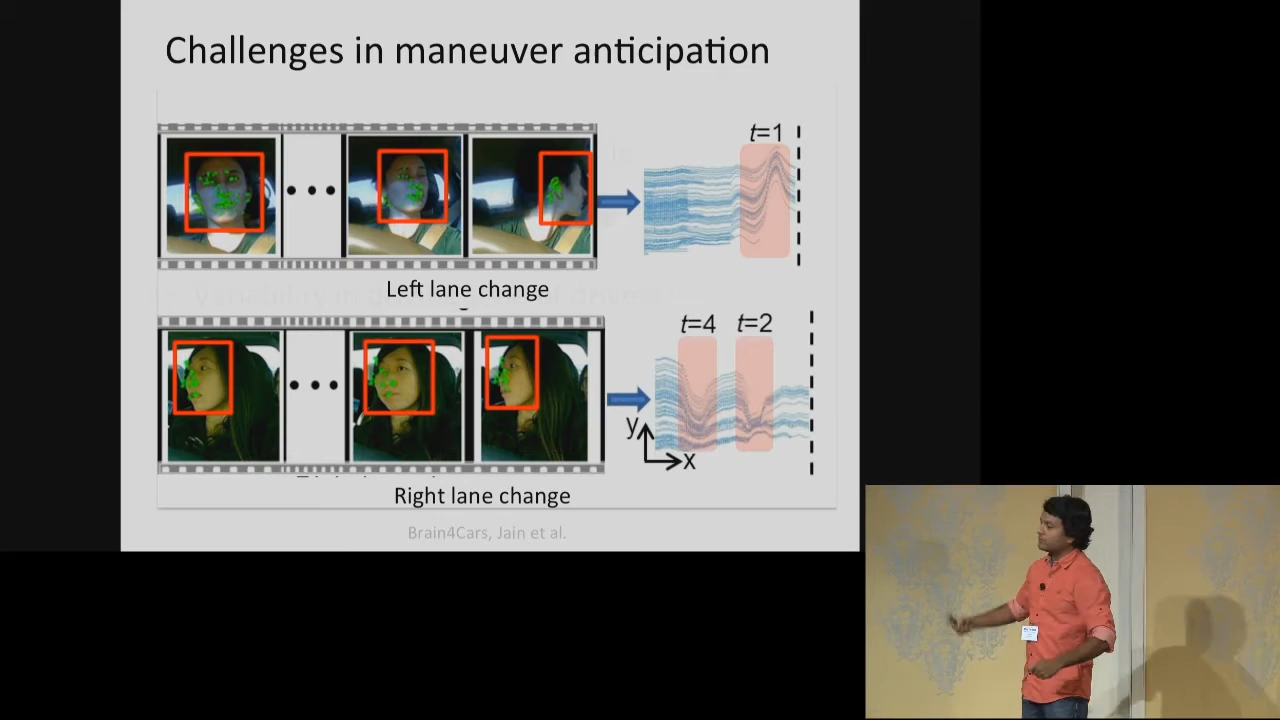 Challenges in maneuver anticipation
t=1
Left lane change
t=4 t=2
y
x
Right lane change
Brain4Cars, Jain et al.